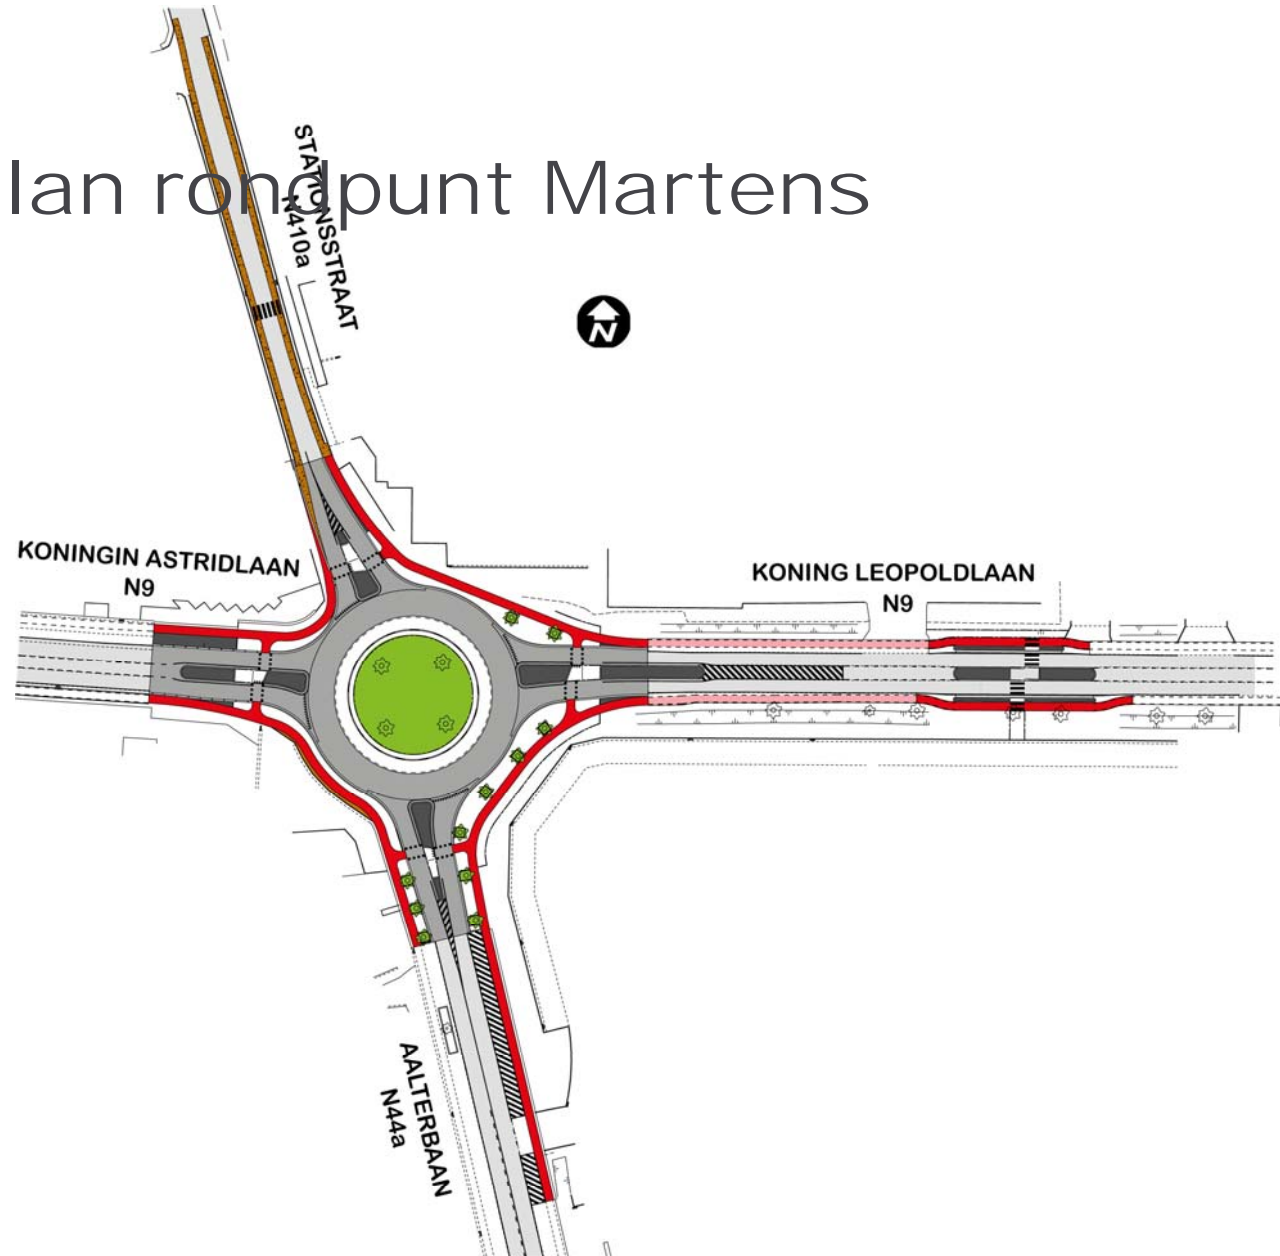 lan rondpunt Martens
STATIONSSTRAAT
N410a
N
KONINGIN ASTRIDLAAN
N9
KONING LEOPOLDLAAN
N9
AALTERBAAN
N44a